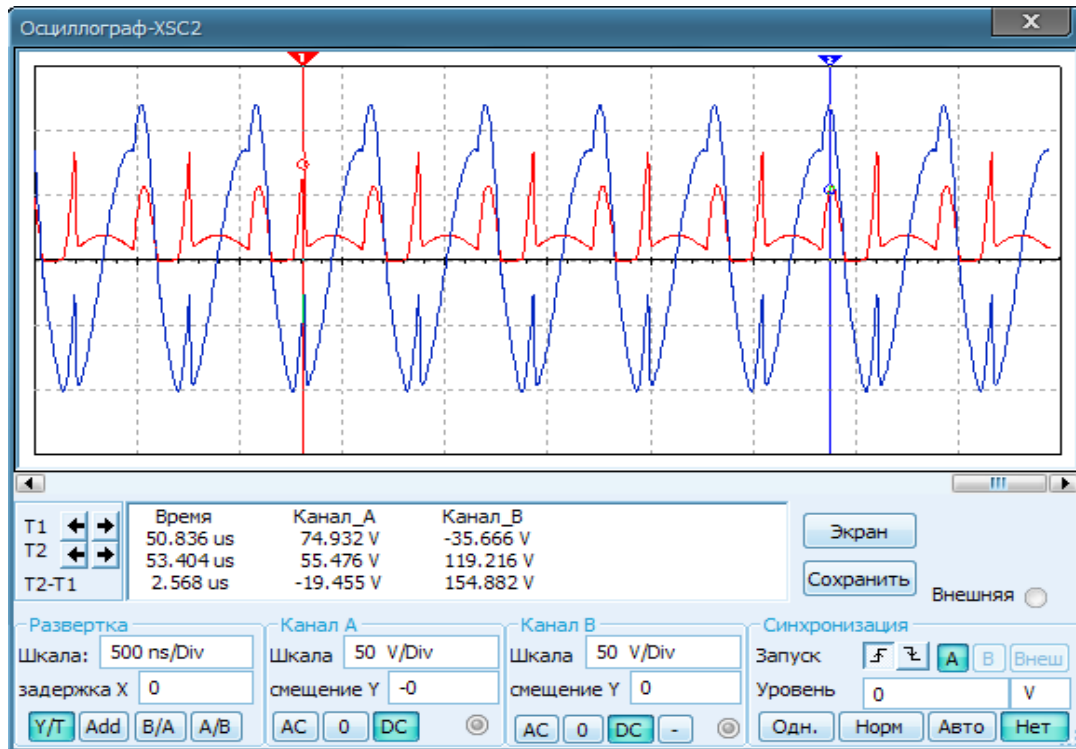 Осциллограф-XSC2
X
1
2
Время Канал_A Канал_B
T1 50.836 us 74.932 V -35.666 V
T2 53.404 us 55.476 V 119.216 V
T2-T1 2.568 us -19.455 V 154.882 V
Экран
Сохранить
Внешняя
Развертка Канал A Канал B Синхронизация
Шкала: 500 ns/Div Шкала 50 V/Div Шкала 50 V/Div Запуск A B Внеш
задержка X 0 смещение Y -0 смещение Y 0 Уровень 0 V
Y/T Add B/A A/B AC 0 DC AC 0 DC - Одн. Норм Авто Нет